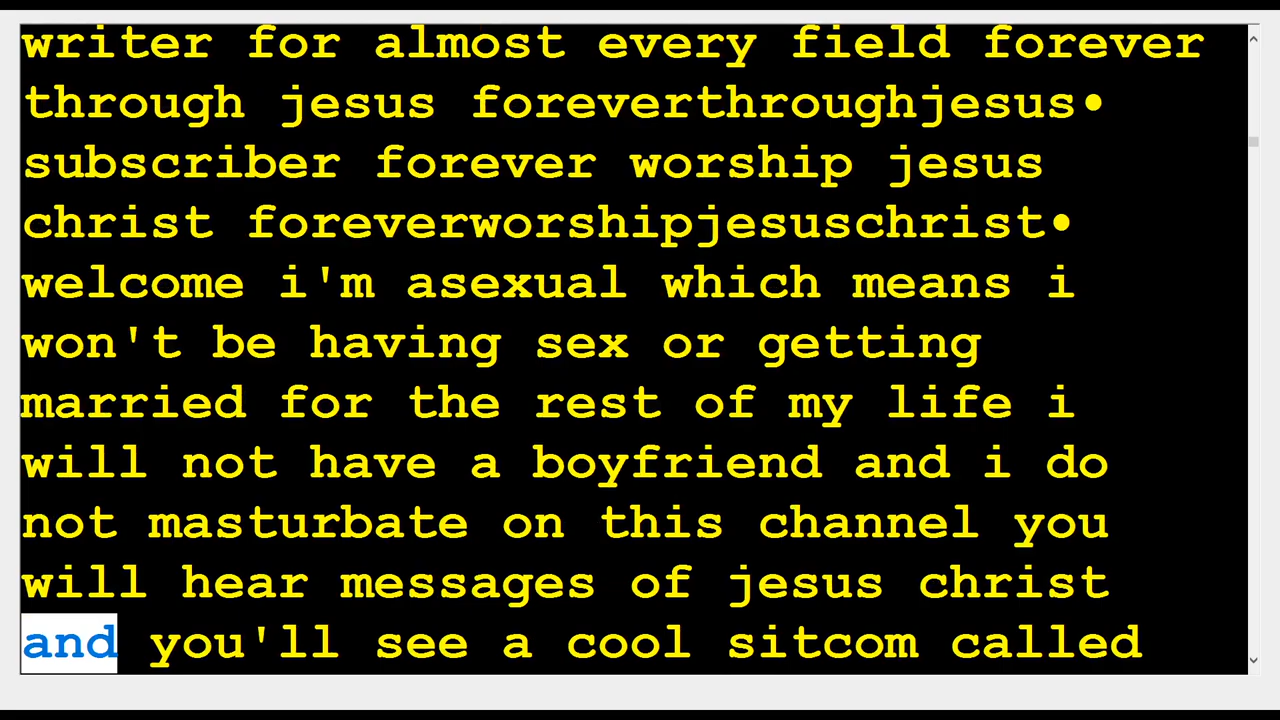 writer for almost every field forever
through jesus foreverthroughjesus•
subscriber forever worship jesus
christ foreverworshipjesuschrist•
welcome i'm asexual which means i
won't be having sex or getting
married for the rest of my life i
will not have a boyfriend and i do
not masturbate on this channel you
will hear messages of jesus christ
and you'll see a cool sitcom called